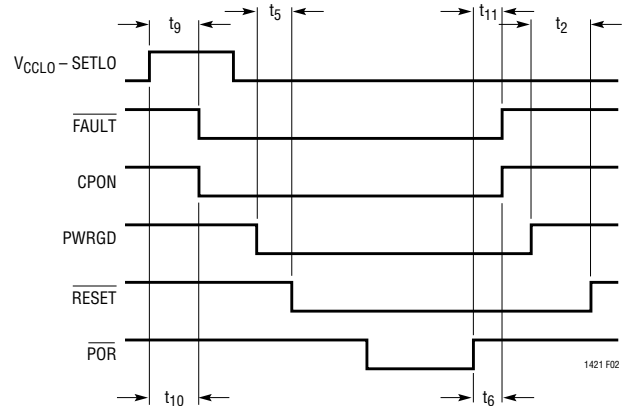 t9 t5 t11 t2
VCCLO – SETLO
FAULT
CPON
PWRGD
RESET
POR
1421 F02
t10 t6